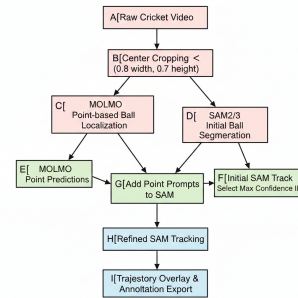 A[Raw Cricket Video
B[Center Cropping <
(0.8 width, 0.7 height)
C[ MOLMO
Point-based Ball
Localization
D[ SAM2/3
Initial Ball
Segmentation
E[ MOLMO
Point Predictions
G[Add Point Prompts
to SAM
F[Initial SAM Track
Select Max Confidence I
H[Refined SAM Tracking
I[Trajectory Overlay &
Anноtation Export